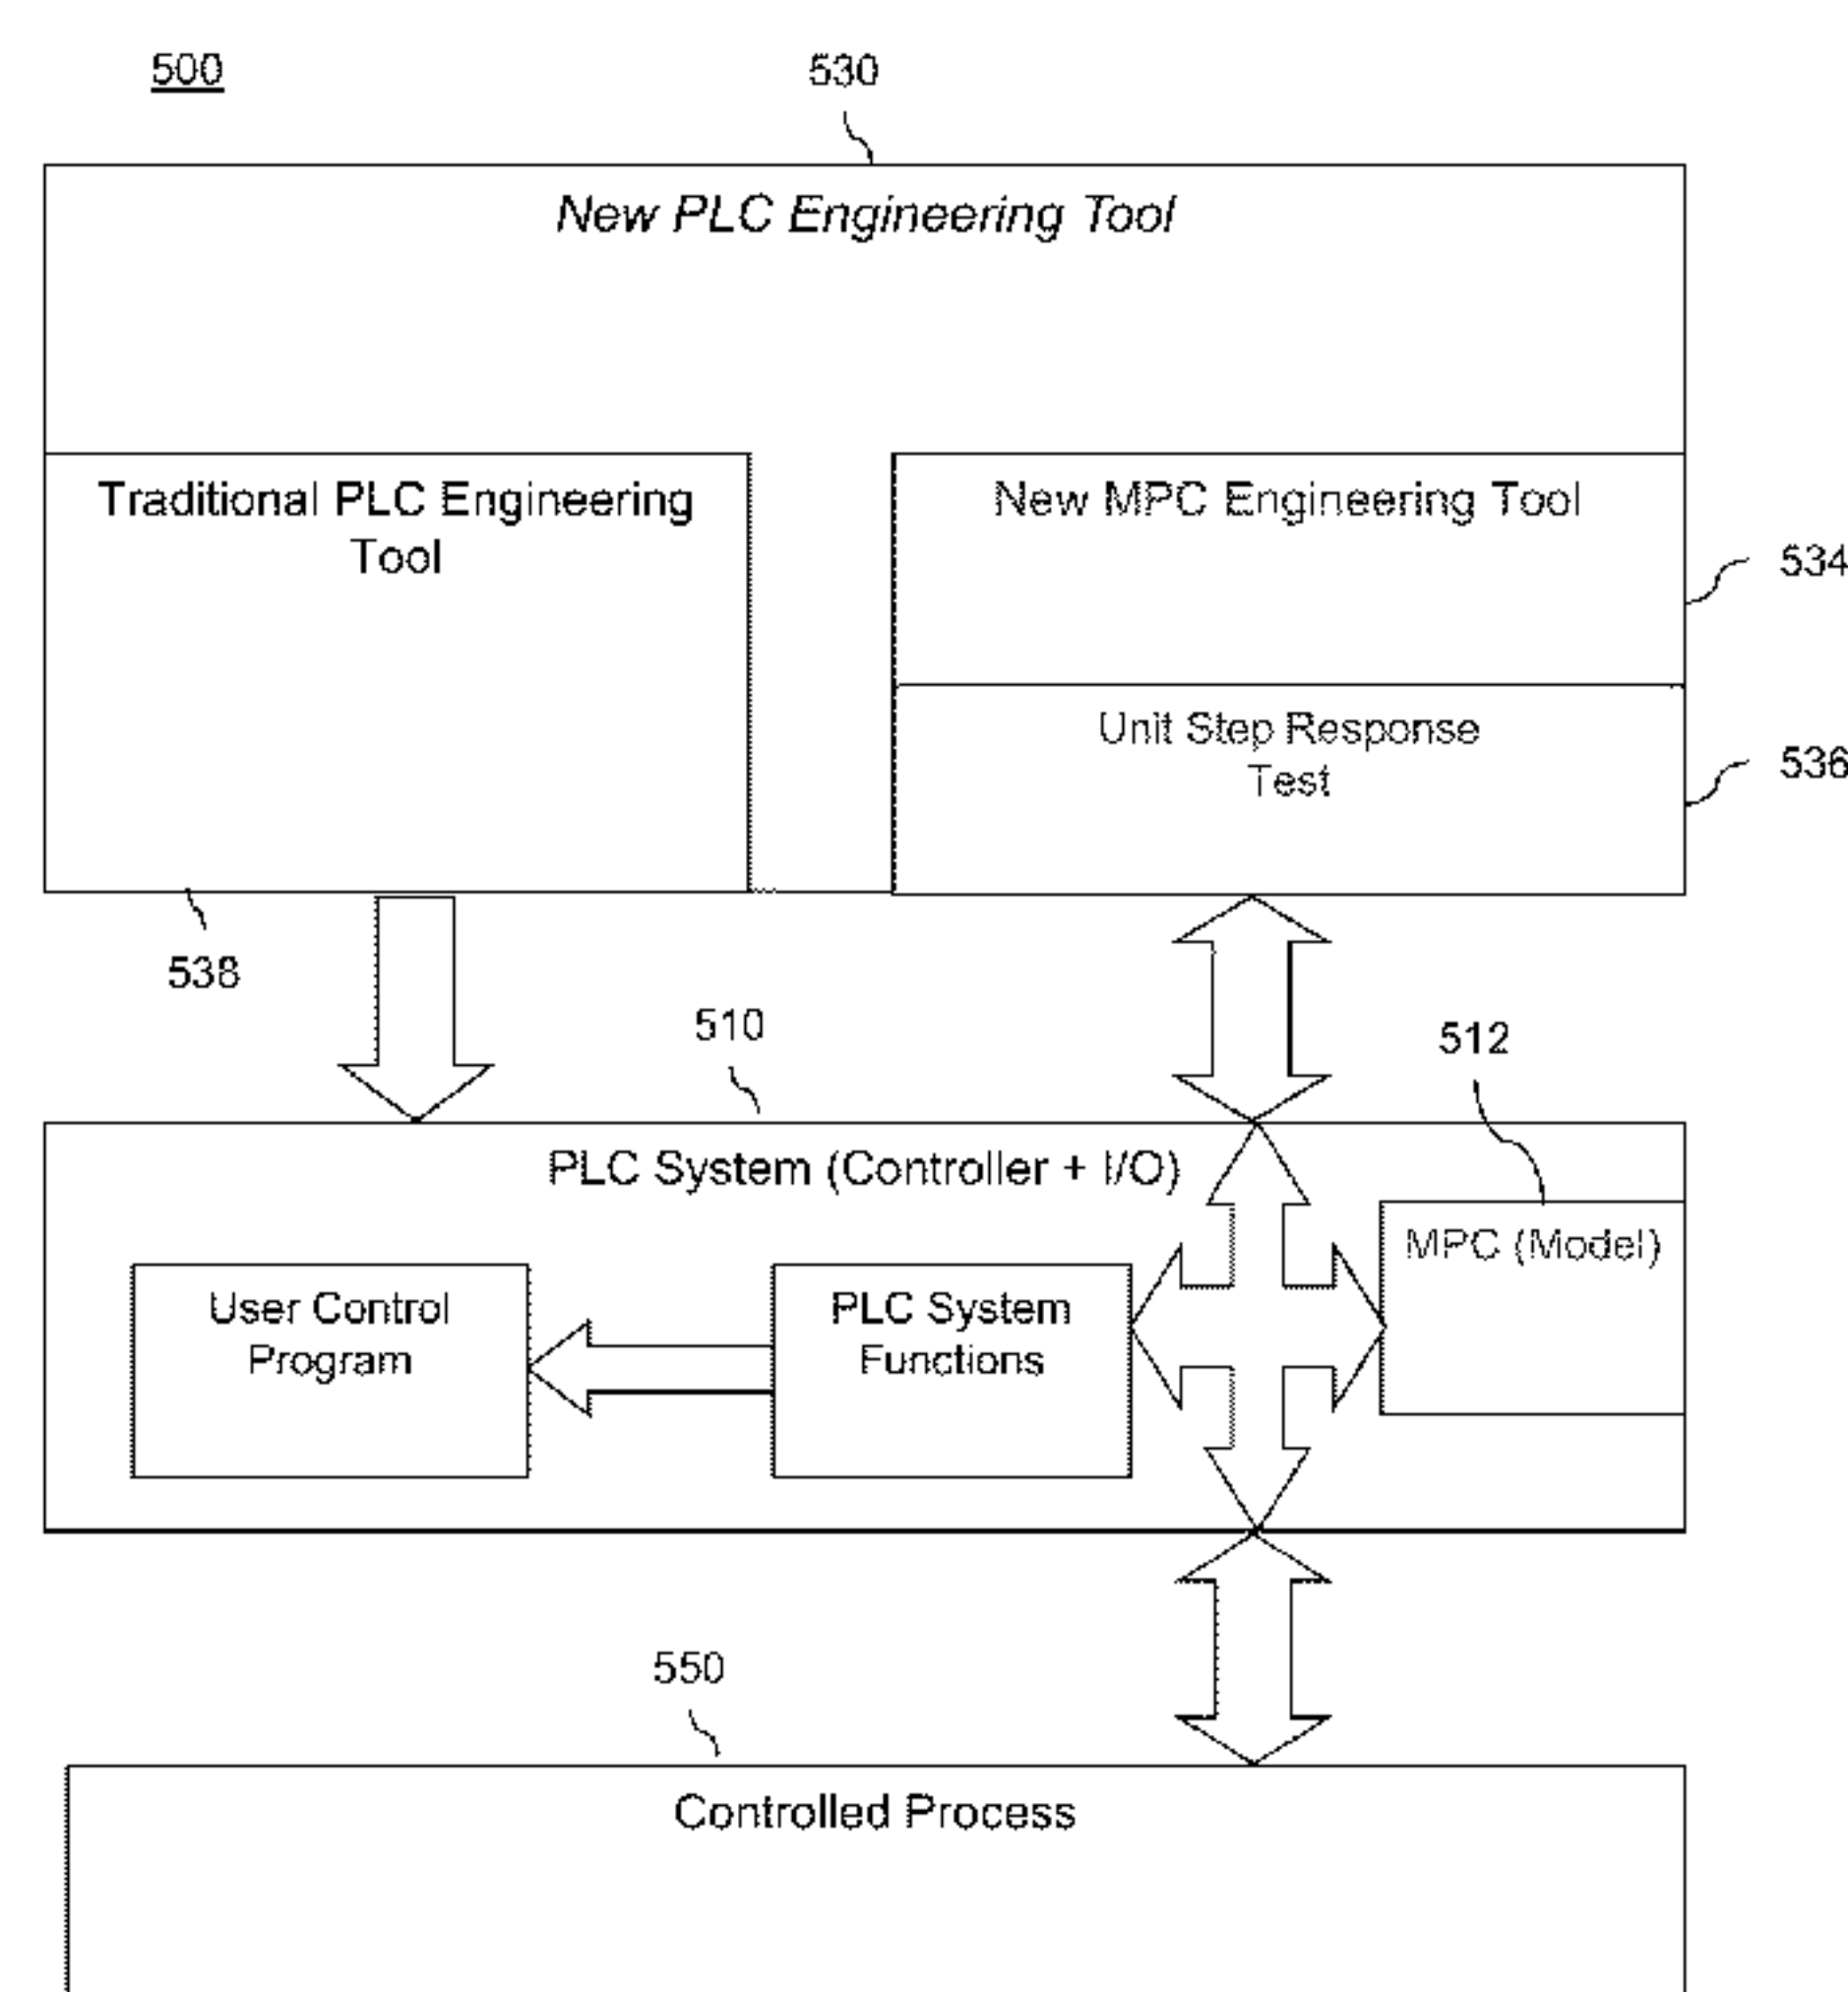 500
530
New PLC Engineering Tool
Traditional PLC Engineering
Tool
New MPC Engineering Tool
534
Unit Step Response
Test
536
538
510
512
PLC System (Controller + I/O)
MPC (Model)
User Control
Program
PLC System
Functions
550
Controlled Process